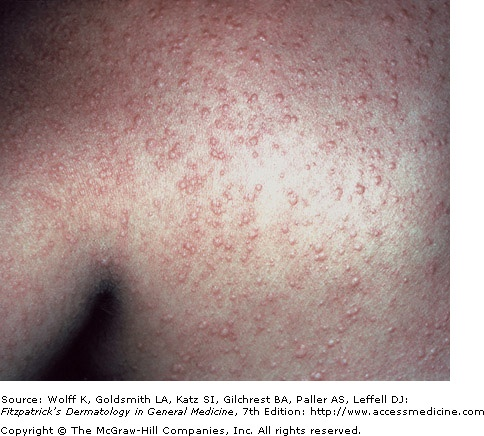 Source: Wolff K, Goldsmith LA, Katz SI, Gilchrest BA, Paller AS, Leffell DJ:
Fitzpatrick's Dermatology in General Medicine, 7th Edition: http://www.accessmedicine.com
Copyright © The McGraw-Hill Companies, Inc. All rights reserved.